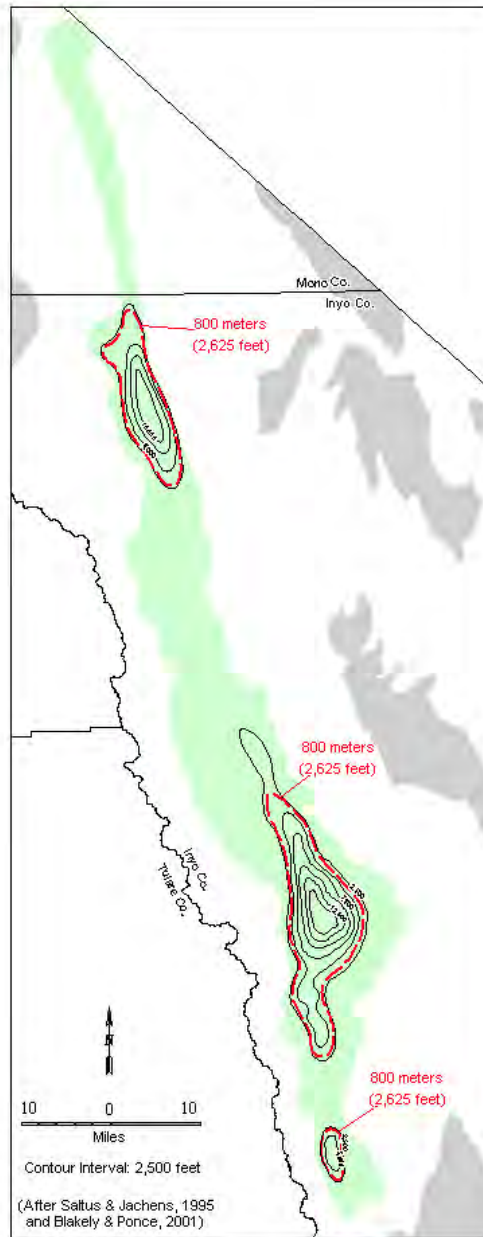 Mono Co.
Inyo Co.
800 meters
(2,625 feet)
800 meters
(2,625 feet)
Inyo Co.
Tulare Co.
N
800 meters
(2,625 feet)
10 0 10
Miles
Contour Interval: 2,500 feet
(After Saltus & Jachens, 1995
and Blakely & Ponce, 2001)